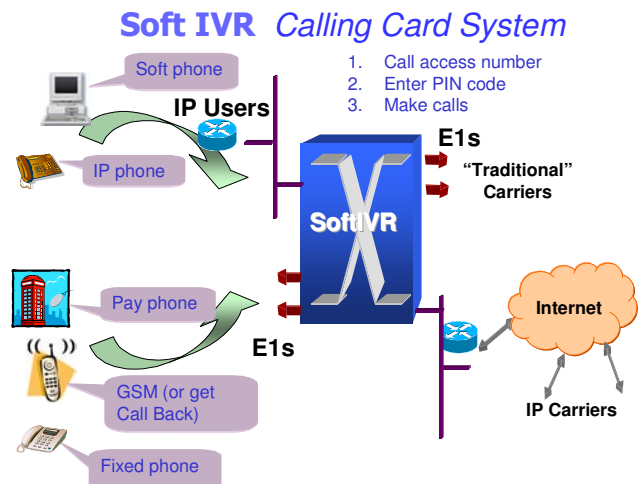 Soft IVR Calling Card System
Soft phone
1. Call access number
2. Enter PIN code
3. Make calls
IP Users
E1s
IP phone
“Traditional”
Carriers
SoftIVR
Pay phone
Internet
E1s
GSM (or get
Call Back)
IP Carriers
Fixed phone